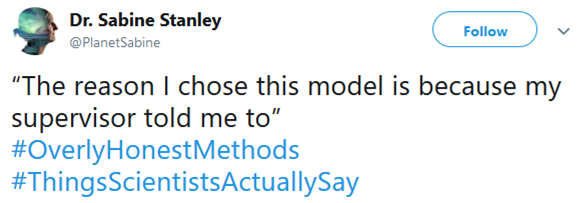 Dr. Sabine Stanley
@PlanetSabine
Follow
“The reason I chose this model is because my
supervisor told me to”
#OverlyHonestMethods
#ThingsScientistsActuallySay